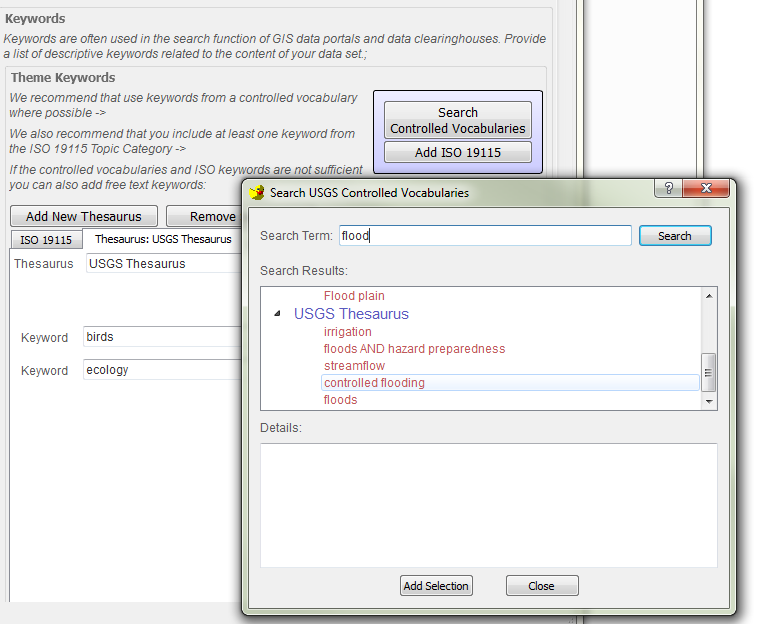 Keywords
Keywords are often used in the search function of GIS data portals and data clearinghouses. Provide
a list of descriptive keywords related to the content of your data set.;
Theme Keywords
We recommend that use keywords from a controlled vocabulary
where possible ->
We also recommend that you include at least one keyword from
the ISO 19115 Topic Category ->
If the controlled vocabularies and ISO keywords are not sufficient
you can also add free text keywords:
Search
Controlled Vocabularies
Add ISO 19115
Add New Thesaurus
Remove
ISO 19115
Thesaurus: USGS Thesaurus
Thesaurus
USGS Thesaurus
Keyword
birds
Keyword
ecology
Search USGS Controlled Vocabularies
?
X
Search Term:
flood
Search
Search Results:
Flood plain
USGS Thesaurus
irrigation
floods AND hazard preparedness
streamflow
controlled flooding
floods
Details:
Add Selection
Close